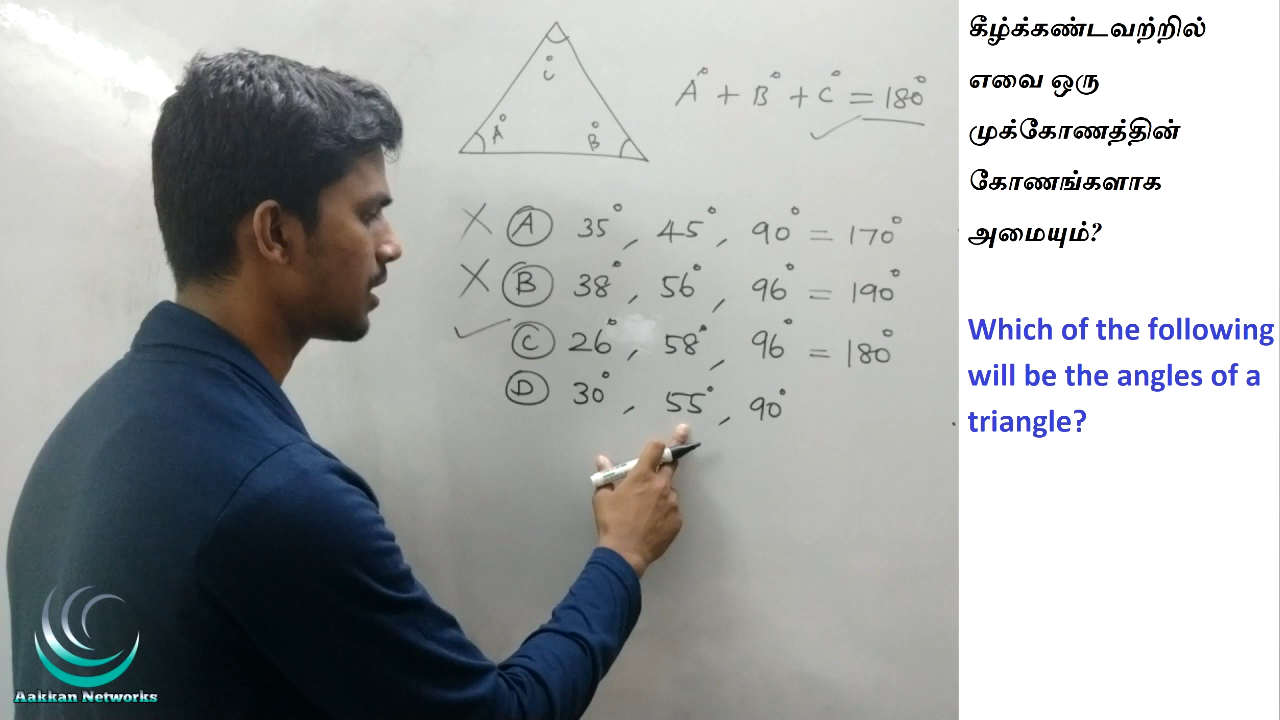 C°
A°
B°
A° + B° + C° = 180°
A 35°, 45°, 90° = 170°
B 38°, 56°, 96° = 190°
C 26°, 58°, 96° = 180°
D 30°, 55°, 90°
கீழ்க்கண்டவற்றில்
எவை ஒரு
முக்கோணத்தின்
கோணங்களாக
அமையும்?
Which of the following
will be the angles of a
triangle?
Aakkan Networks